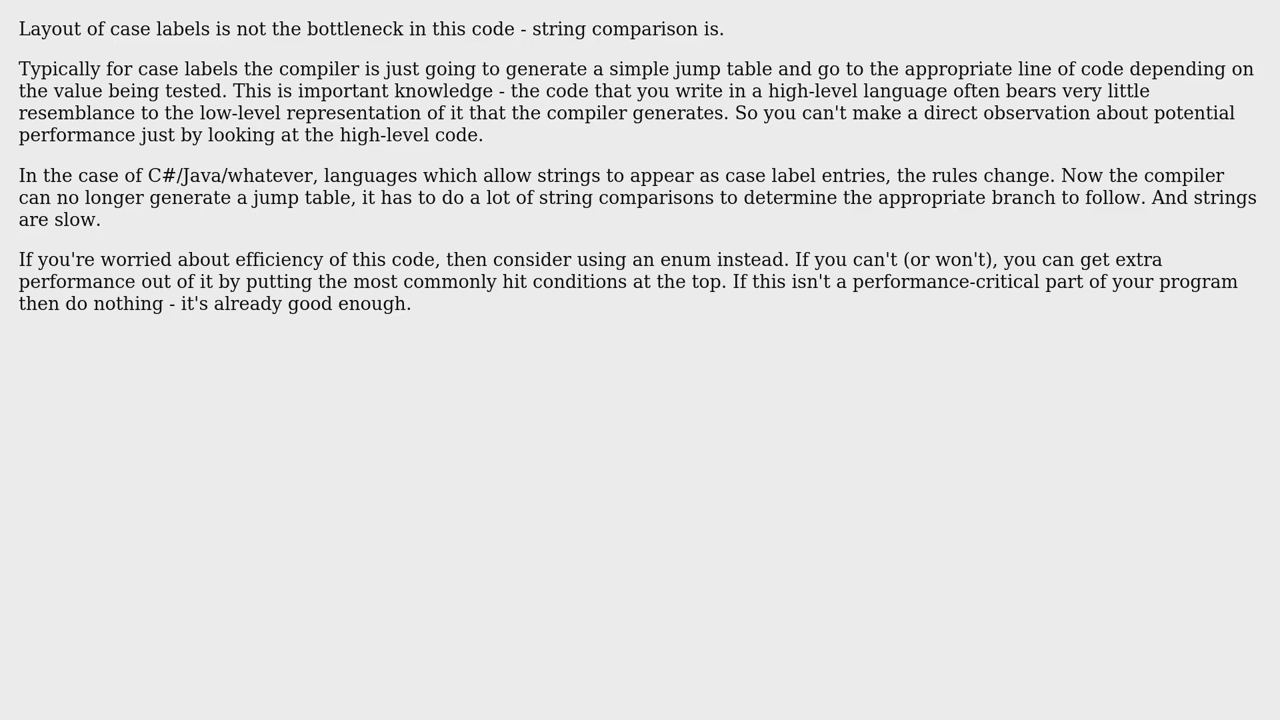 Layout of case labels is not the bottleneck in this code - string comparison is.
Typically for case labels the compiler is just going to generate a simple jump table and go to the appropriate line of code depending on
the value being tested. This is important knowledge - the code that you write in a high-level language often bears very little
resemblance to the low-level representation of it that the compiler generates. So you can't make a direct observation about potential
performance just by looking at the high-level code.
In the case of C#/Java/whatever, languages which allow strings to appear as case label entries, the rules change. Now the compiler
can no longer generate a jump table, it has to do a lot of string comparisons to determine the appropriate branch to follow. And strings
are slow.
If you're worried about efficiency of this code, then consider using an enum instead. If you can't (or won't), you can get extra
performance out of it by putting the most commonly hit conditions at the top. If this isn't a performance-critical part of your program
then do nothing - it's already good enough.